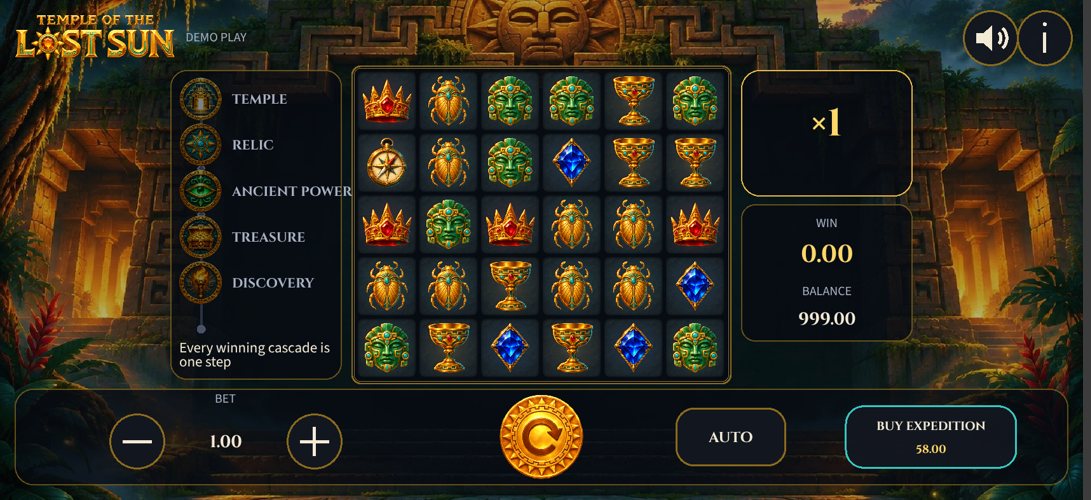 TEMPLE OF THE
LOST SUN
DEMO PLAY
TEMPLE
RELIC
ANCIENT POWER
TREASURE
DISCOVERY
Every winning cascade is
one step
×1
WIN
0.00
BALANCE
999.00
BET
1.00
AUTO
BUY EXPEDITION
58.00